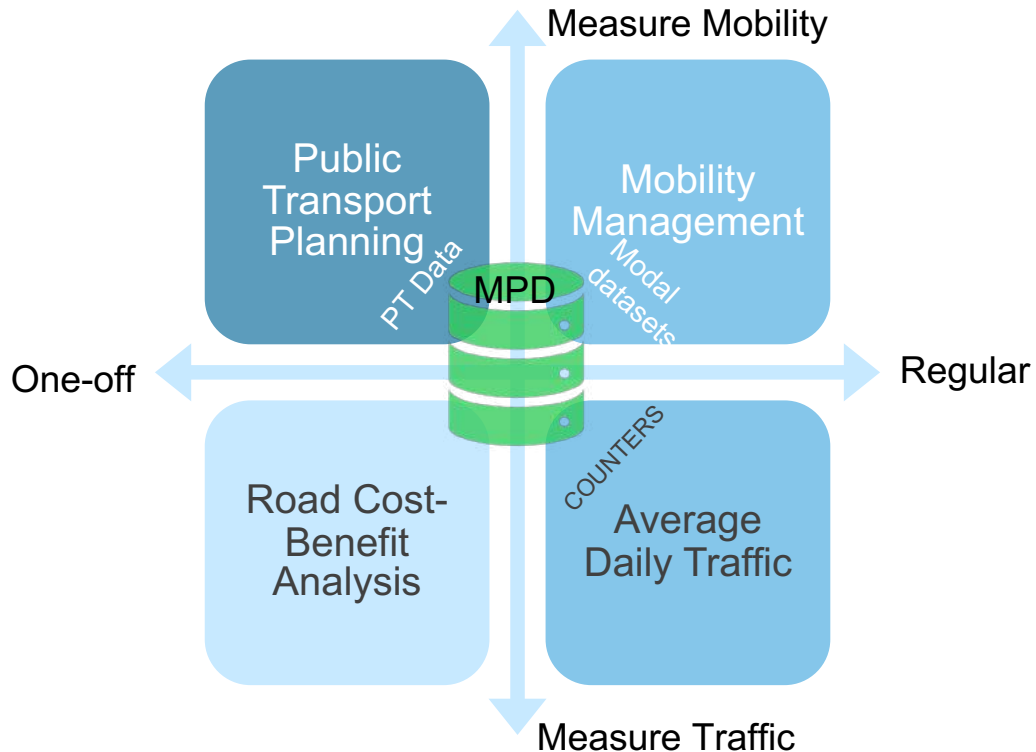 Measure Mobility
Public
Transport
Planning
PT Data
Mobility
Management
Modal
datasets
MPD
One-off
Regular
Road Cost-
Benefit
Analysis
COUNTERS
Average
Daily Traffic
Measure Traffic